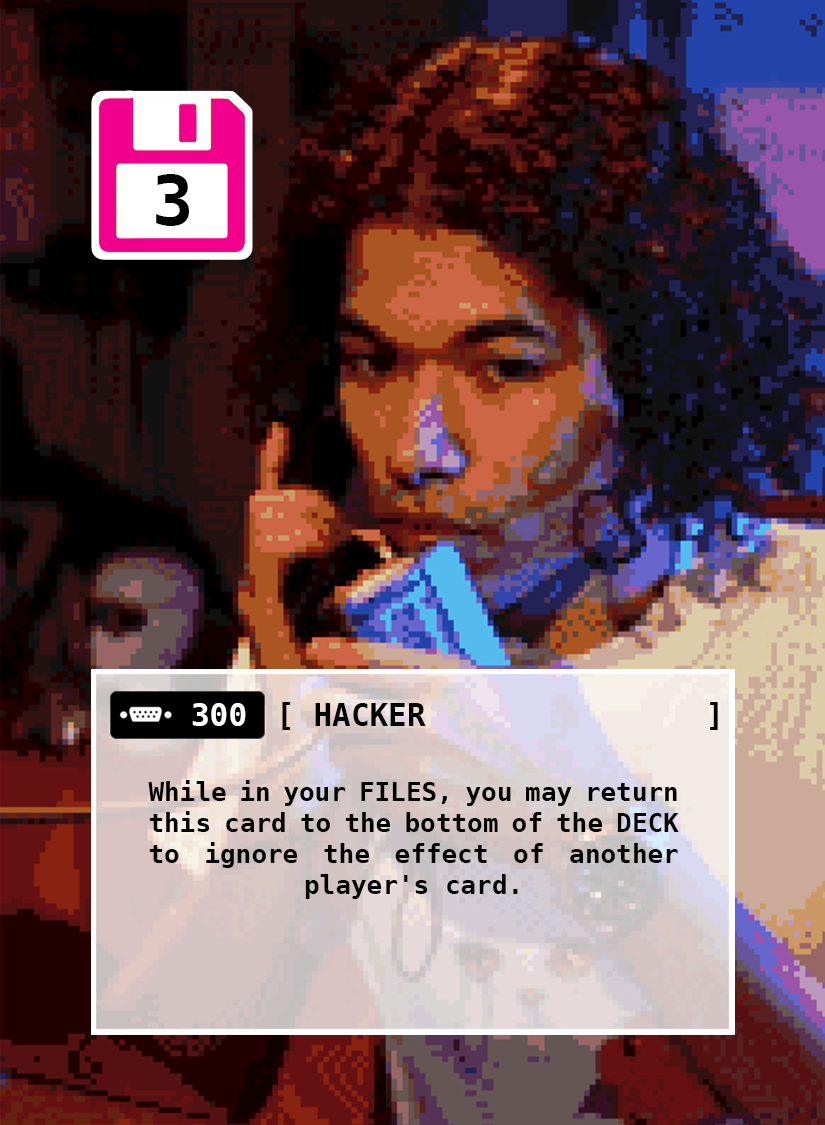 3
300 [ HACKER ]
While in your FILES, you may return
this card to the bottom of the DECK
to ignore the effect of another
player's card.